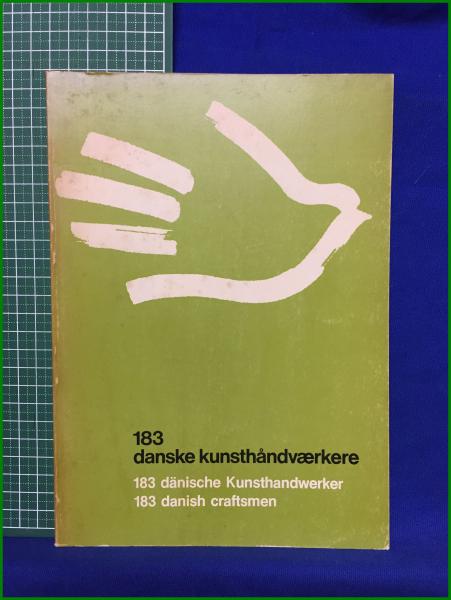 183
danske kunsthåndværkere
183 dänische Kunsthandwerker
183 danish craftsmen